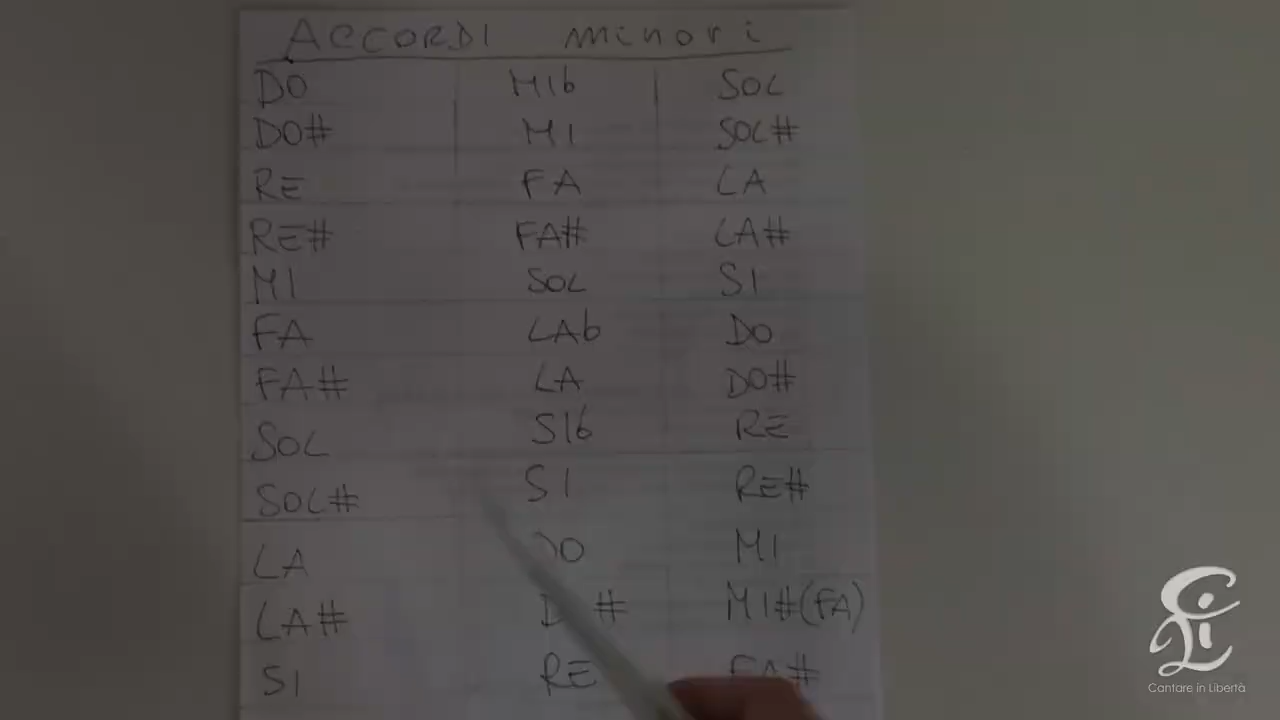 ACCORDI minori
DO MIb SOL
DO# MI SOL#
RE FA LA
RE# FA# LA#
MI SOL SI
FA LAb DO
FA# LA DO#
SOL SIb RE
SOL# SI RE#
LA DO MI
LA# # MI#(FA)
SI RE FA#
Cantare in Libertà